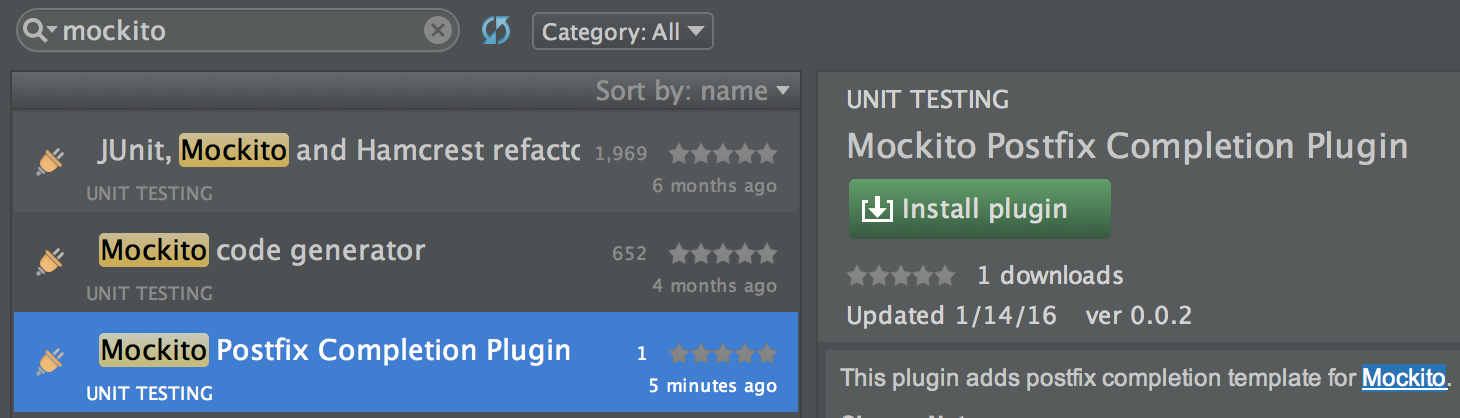 mockito
Category: All
Sort by: name
JUnit, Mockito and Hamcrest refacto 1,969
6 months ago
UNIT TESTING
Mockito code generator 652
4 months ago
UNIT TESTING
Mockito Postfix Completion Plugin 1
5 minutes ago
UNIT TESTING
UNIT TESTING
Mockito Postfix Completion Plugin
Install plugin
1 downloads
Updated 1/14/16 ver 0.0.2
This plugin adds postfix completion template for Mockito.